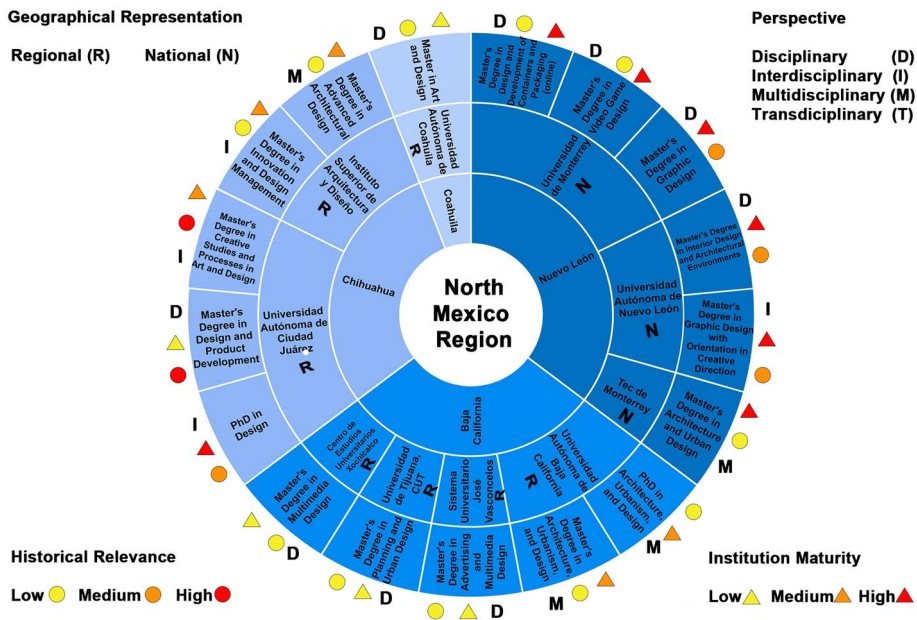 Geographical Representation
Regional (R) National (N)
Perspective
Disciplinary (D)
Interdisciplinary (I)
Multidisciplinary (M)
Transdiciplinary (T)
North
Mexico
Region
Nuevo León
Universidad
de Monterrey
N
Master's
Degree in
Design and
Development of
Containers and
Packaging
(online)
D
Master's
Degree in
Video Game
Design
D
Master's
Degree in
Graphic
Design
D
Universidad
Autónoma de
Nuevo León
N
Master's Degree
in Interior Design
and Architectural
Environments
D
Master's
Degree in
Graphic Design
with
Orientation in
Creative
Direction
I
Tec de
Monterrey
N
Master's
Degree in
Architecture
and Urban
Design
M
Baja
California
Universidad
Autónoma de
Baja
California
R
PhD in
Architecture,
Urbanism,
and Design
M
Master's
Degree in
Architecture,
Urbanism,
and Design
M
Sistema
Universitario
José
Vasconcelos
R
Master's
Degree in
Advertising
and
Multimedia
Design
D
Universidad
de Tijuana,
CUT
R
Master's
Degree in
Planning and
Urban Design
D
Centro de
Estudios
Universitarios
Xochicalco
R
Master's
Degree in
Multimedia
Design
D
Chihuahua
Universidad
Autónoma de
Ciudad
Juárez
R
PhD in
Design
I
Master's
Degree in
Design and
Product
Development
D
Master's
Degree in
Creative
Studies and
Processes in
Art and Design
I
Instituto
Superior de
Arquitectura
y Diseño
R
Master's
Degree in
Innovation
and Design
Management
I
Master's
Degree in
Advanced
Architectural
Design
M
Coahuila
Universidad
Autónoma de
Coahuila
R
Master in Art
and Design
D
Historical Relevance
Low Medium High
Institution Maturity
Low Medium High